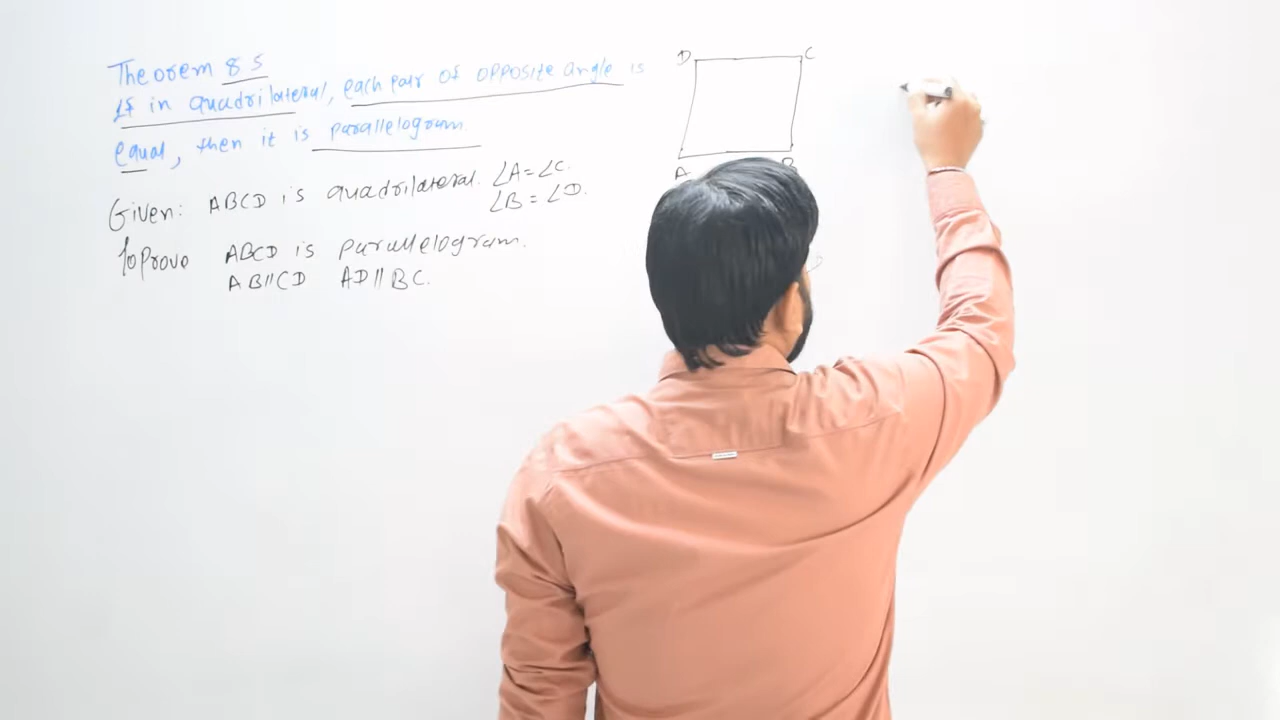 Theorem 8 5
If in quadrilateral, each pair of opposite angle is
equal, then it is parallelogram.
Given: ABCD is quadrilateral. ∠A = ∠C.
∠B = ∠D.
To prove ABCD is parallelogram.
AB // CD AD // BC.
D C
A B